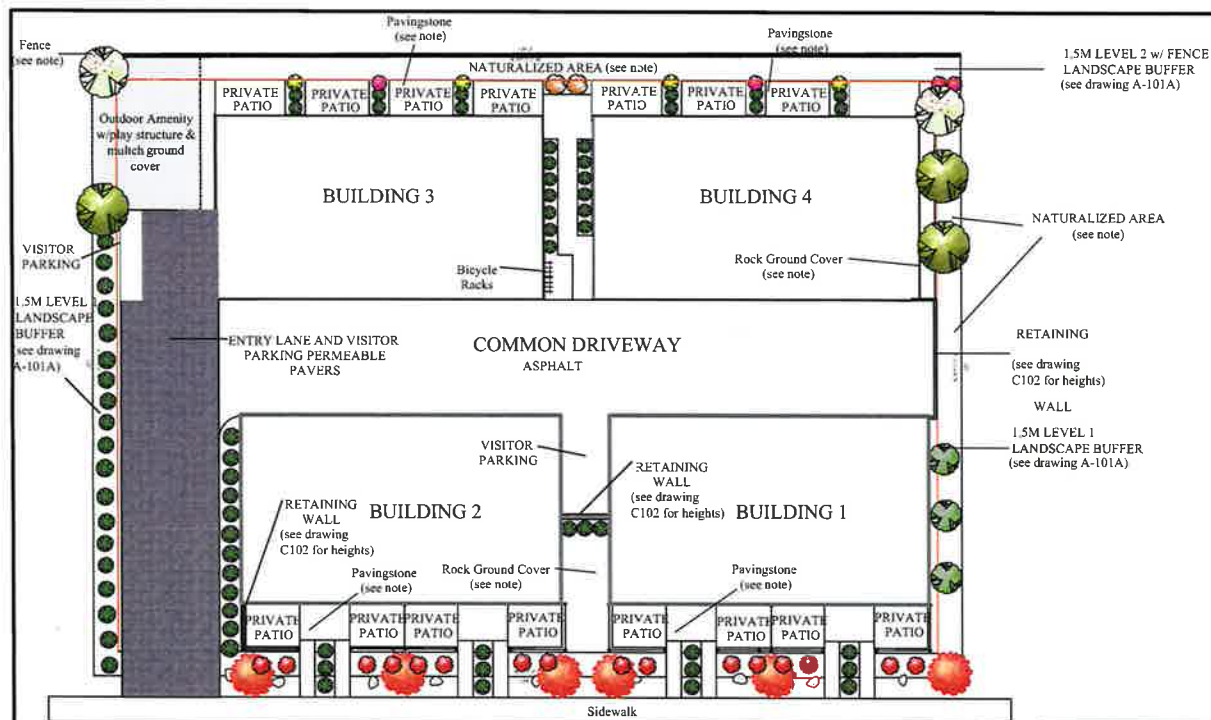 Fence
(see note)
Pavingstone
(see note)
Pavingstone
(see note)
NATURALIZED AREA (see note)
1.5M LEVEL 2 w/ FENCE
LANDSCAPE BUFFER
(see drawing A-101A)
PRIVATE
PATIO
PRIVATE
PATIO
PRIVATE
PATIO
PRIVATE
PATIO
PRIVATE
PATIO
PRIVATE
PATIO
PRIVATE
PATIO
Outdoor Amenity
w/play structure &
multch ground
cover
BUILDING 3
BUILDING 4
NATURALIZED AREA
(see note)
VISITOR
PARKING
Bicycle
Racks
Rock Ground Cover
(see note)
1.5M LEVEL 1
LANDSCAPE
BUFFER
(see drawing
A-101A)
ENTRY LANE AND VISITOR
PARKING PERMEABLE
PAVERS
COMMON DRIVEWAY
ASPHALT
RETAINING
(see drawing
C102 for heights)
WALL
1.5M LEVEL 1
LANDSCAPE BUFFER
(see drawing A-101A)
VISITOR
PARKING
RETAINING
WALL
(see drawing
C102 for heights)
RETAINING
WALL
(see drawing
C102 for heights)
BUILDING 2
BUILDING 1
Pavingstone
(see note)
Rock Ground Cover
(see note)
Pavingstone
(see note)
PRIVATE
PATIO
PRIVATE
PATIO
PRIVATE
PATIO
PRIVATE
PATIO
PRIVATE
PATIO
PRIVATE
PATIO
PRIVATE
PATIO
PRIVATE
PATIO
Sidewalk